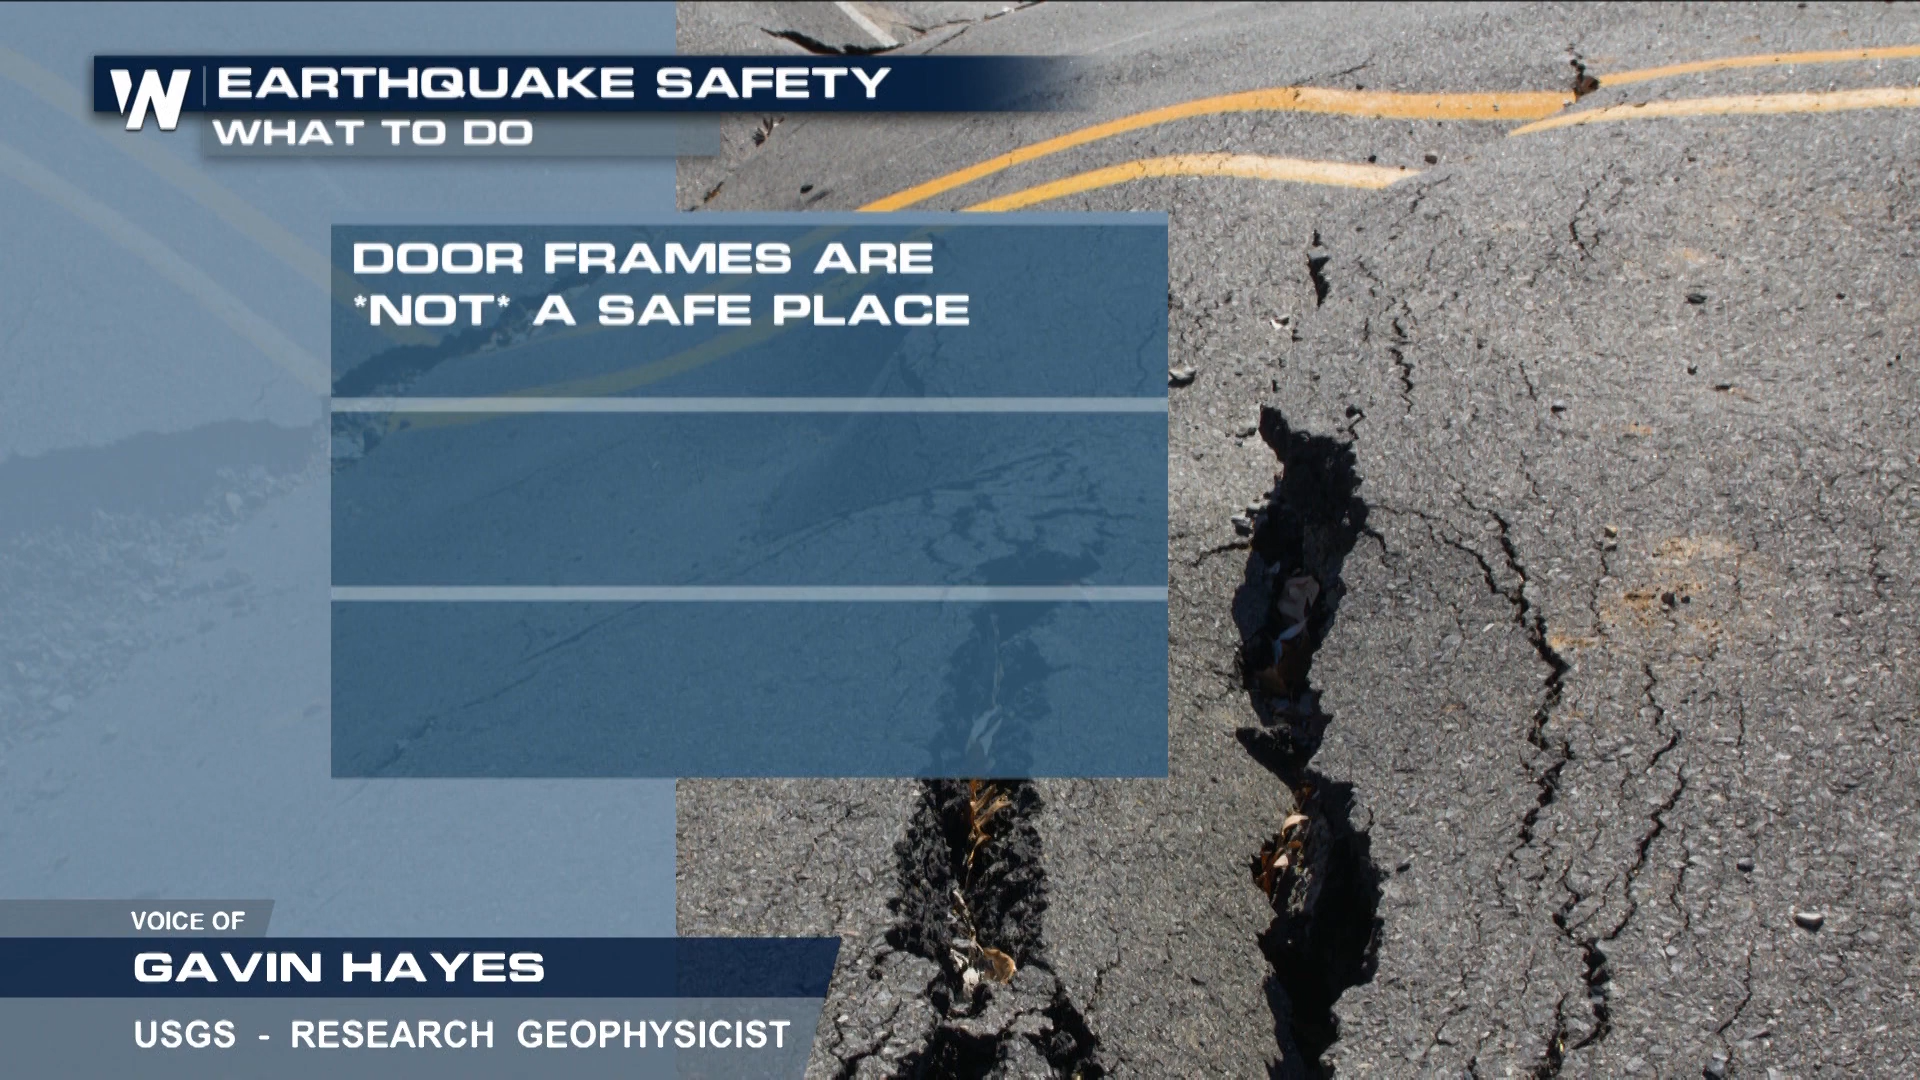 W
EARTHQUAKE SAFETY
WHAT TO DO
DOOR FRAMES ARE
*NOT* A SAFE PLACE
VOICE OF
GAVIN HAYES
USGS - RESEARCH GEOPHYSICIST